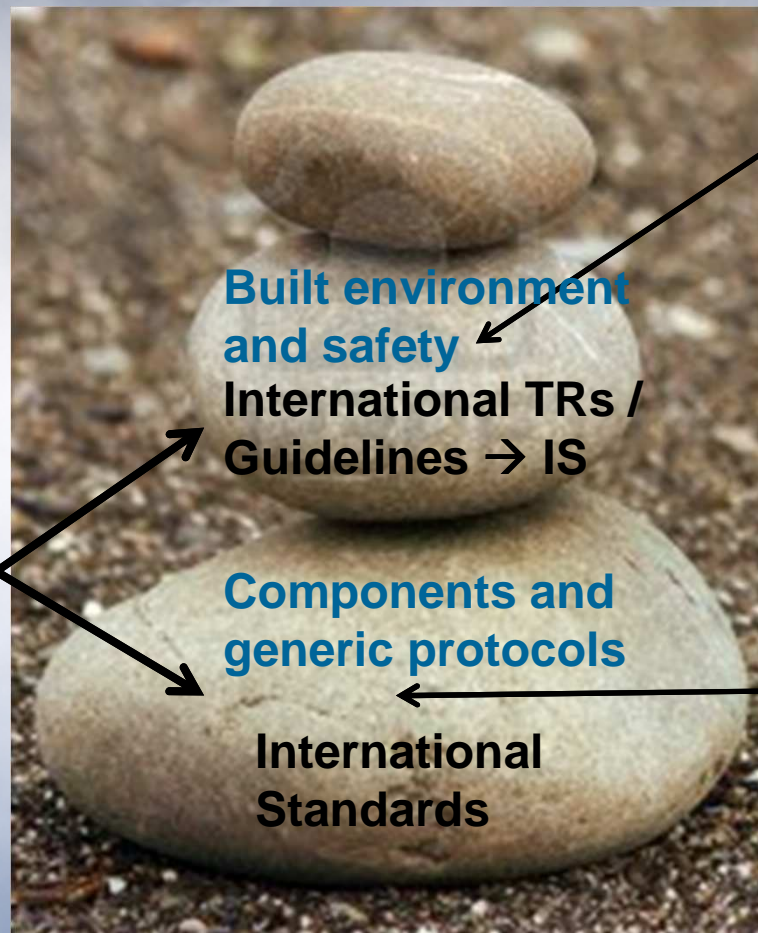 Built environment
and safety
International TRs /
Guidelines → IS
Components and
generic protocols
International
Standards